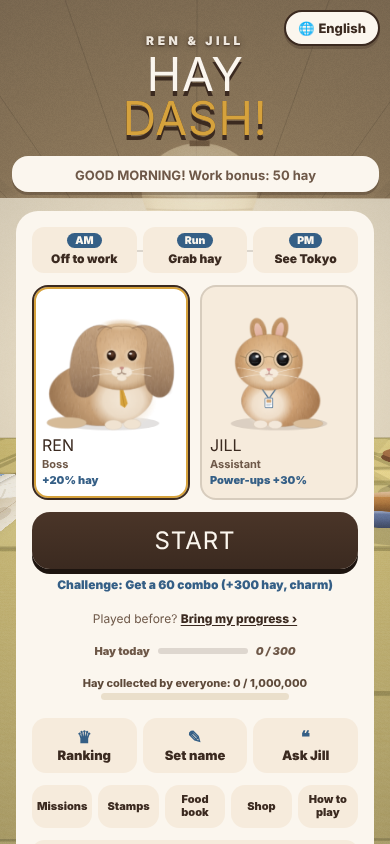 English
REN & JILL
HAY
DASH!
GOOD MORNING! Work bonus: 50 hay
AM
Off to work
Run
Grab hay
PM
See Tokyo
REN
Boss
+20% hay
JILL
Assistant
Power-ups +30%
START
Challenge: Get a 60 combo (+300 hay, charm)
Played before? Bring my progress ›
Hay today 0 / 300
Hay collected by everyone: 0 / 1,000,000
Ranking
Set name
Ask Jill
Missions
Stamps
Food
book
Shop
How to
play